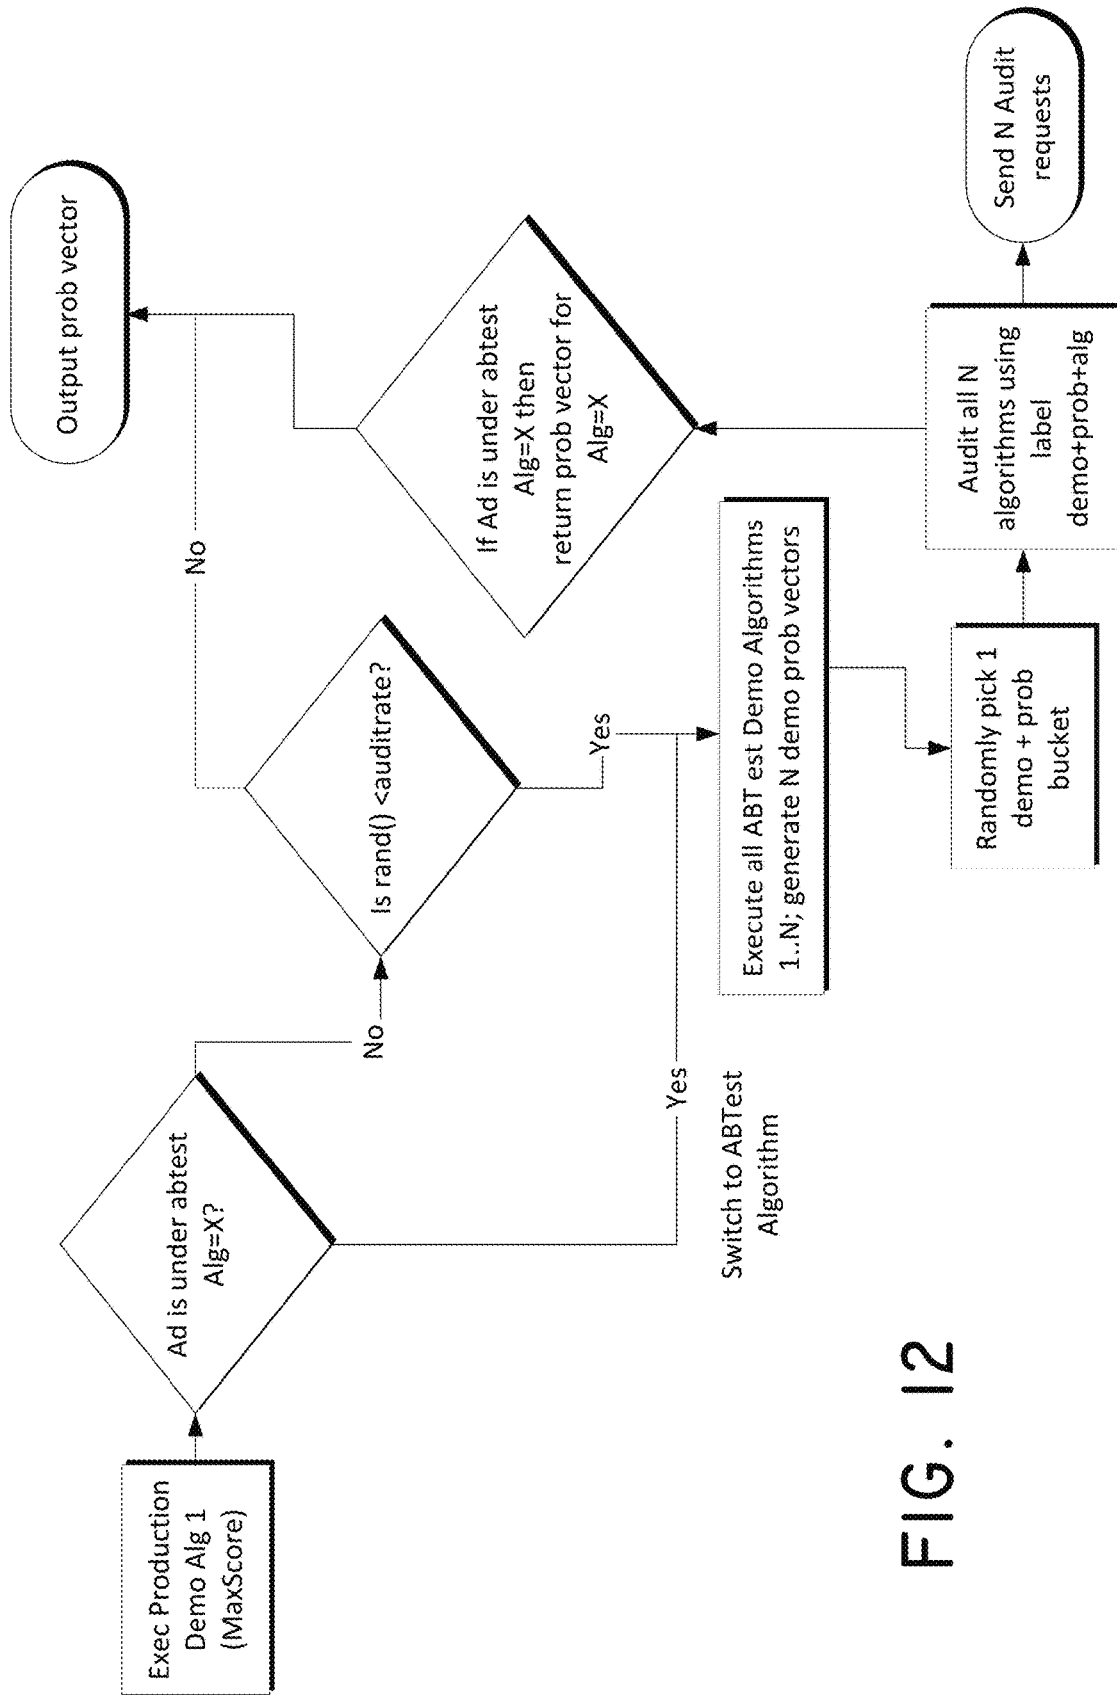 Exec Production
Demo Alg 1
(MaxScore)
Ad is under abtest
Alg=X?
No
Is rand() <auditrate?
No
Output prob vector
Yes
Yes
Switch to ABTest
Algorithm
If Ad is under abtest
Alg=X then
return prob vector for
Alg=X
Execute all ABT est Demo Algorithms
1..N; generate N demo prob vectors
Randomly pick 1
demo + prob
bucket
Audit all N
algorithms using
label
demo+prob+alg
Send N Audit
requests
FIG. 12